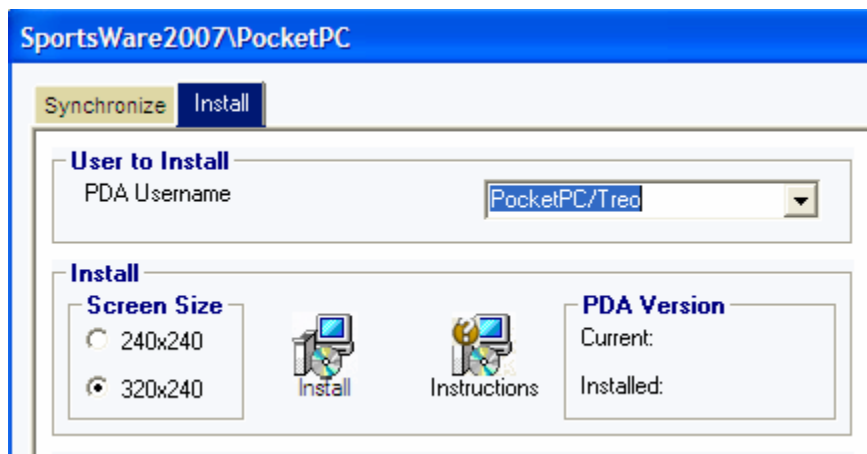 SportsWare2007\PocketPC
Synchronize Install
User to Install
PDA Username PocketPC/Treo
Install
Screen Size
240x240
320x240
Install
Instructions
PDA Version
Current:
Installed: